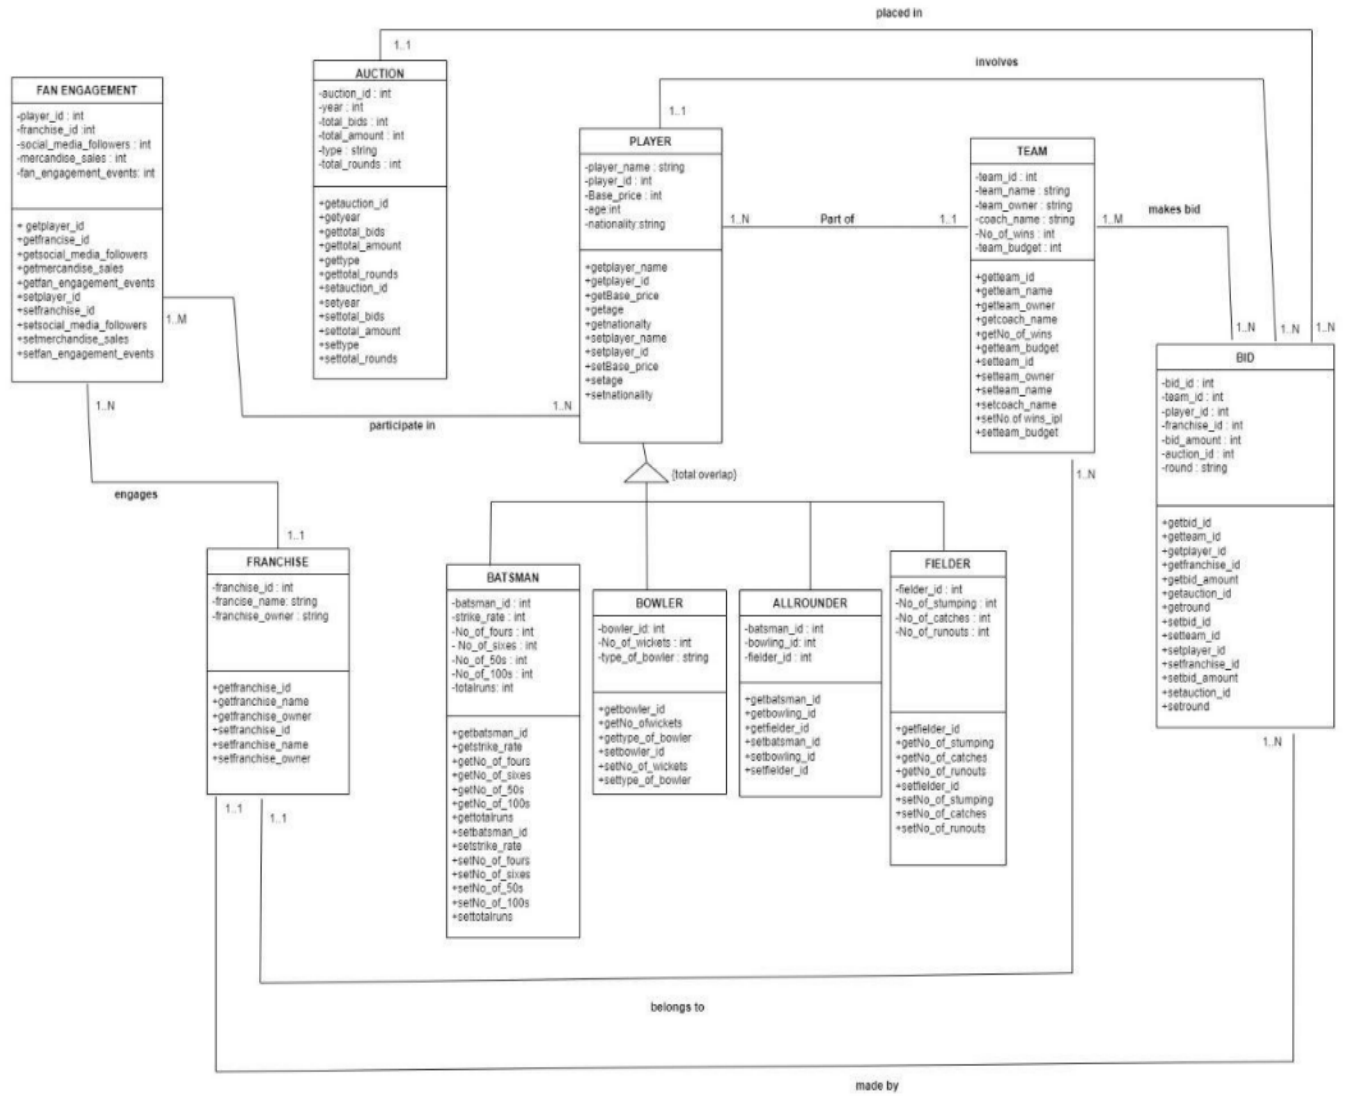 placed in
1..1
involves
1..1
FAN ENGAGEMENT
-player_id : int
-franchise_id :int
-social_media_followers : int
-mercandise_sales : int
-fan_engagement_events: int
+ getplayer_id
+getfrancise_id
+getsocial_media_followers
+getmercandise_sales
+getfan_engagement_events
+setplayer_id
+setfranchise_id
+setsocial_media_followers
+setmerchandise_sales
+setfan_engagement_events
1..M
1..N
AUCTION
-auction_id : int
-year : int
-total_bids : int
-total_amount : int
-type : string
-total_rounds : int
+getauction_id
+getyear
+gettotal_bids
+gettotal_amount
+gettype
+gettotal_rounds
+setauction_id
+setyear
+settotal_bids
+settotal_amount
+settype
+settotal_rounds
PLAYER
-player_name : string
-player_id : int
-Base_price : int
-age:int
-nationality:string
+getplayer_name
+getplayer_id
+getBase_price
+getage
+getnationalty
+setplayer_name
+setplayer_id
+setBase_price
+setage
+setnationality
1..N
Part of
1..1
TEAM
-team_id : int
-team_name : string
-team_owner : string
-coach_name : string
-No_of_wins : int
-team_budget : int
+getteam_id
+getteam_name
+getteam_owner
+getcoach_name
+getNo_of_wins
+getteam_budget
+setteam_id
+setteam_owner
+setteam_name
+setcoach_name
+setNo.of wins_ipl
+setteam_budget
1..M
makes bid
1..N
1..N
1..N
BID
-bid_id : int
-team_id : int
-player_id : int
-franchise_id : int
-bid_amount : int
-auction_id : int
-round : string
+getbid_id
+getteam_id
+getplayer_id
+getfranchise_id
+getbid_amount
+getauction_id
+getround
+setbid_id
+setteam_id
+setplayer_id
+setfranchise_id
+setbid_amount
+setauction_id
+setround
1..N
participate in
1..N
{total overlap}
1..N
engages
1..1
FRANCHISE
-franchise_id : int
-francise_name: string
-franchise_owner : string
+getfranchise_id
+getfranchise_name
+getfranchise_owner
+setfranchise_id
+setfranchise_name
+setfranchise_owner
1..1
1..1
BATSMAN
-batsman_id : int
-strike_rate : int
-No_of_fours : int
- No_of_sixes : int
-No_of_50s : int
-No_of_100s : int
-totalruns: int
+getbatsman_id
+getstrike_rate
+getNo_of_fours
+getNo_of_sixes
+getNo_of_50s
+getNo_of_100s
+gettotalruns
+setbatsman_id
+setstrike_rate
+setNo_of_fours
+setNo_of_sixes
+setNo_of_50s
+setNo_of_100s
+settotalruns
BOWLER
-bowler_id: int
-No_of_wickets : int
-type_of_bowler : string
+getbowler_id
+getNo_ofwickets
+gettype_of_bowler
+setbowler_id
+setNo_of_wickets
+settype_of_bowler
ALLROUNDER
-batsman_id : int
-bowling_id: int
-fielder_id : int
+getbatsman_id
+getbowling_id
+getfielder_id
+setbatsman_id
+setbowling_id
+setfielder_id
FIELDER
-fielder_id : int
-No_of_stumping : int
-No_of_catches : int
-No_of_runouts : int
+getfielder_id
+getNo_of_stumping
+getNo_of_catches
+getNo_of_runouts
+setfielder_id
+setNo_of_stumping
+setNo_of_catches
+setNo_of_runouts
belongs to
made by